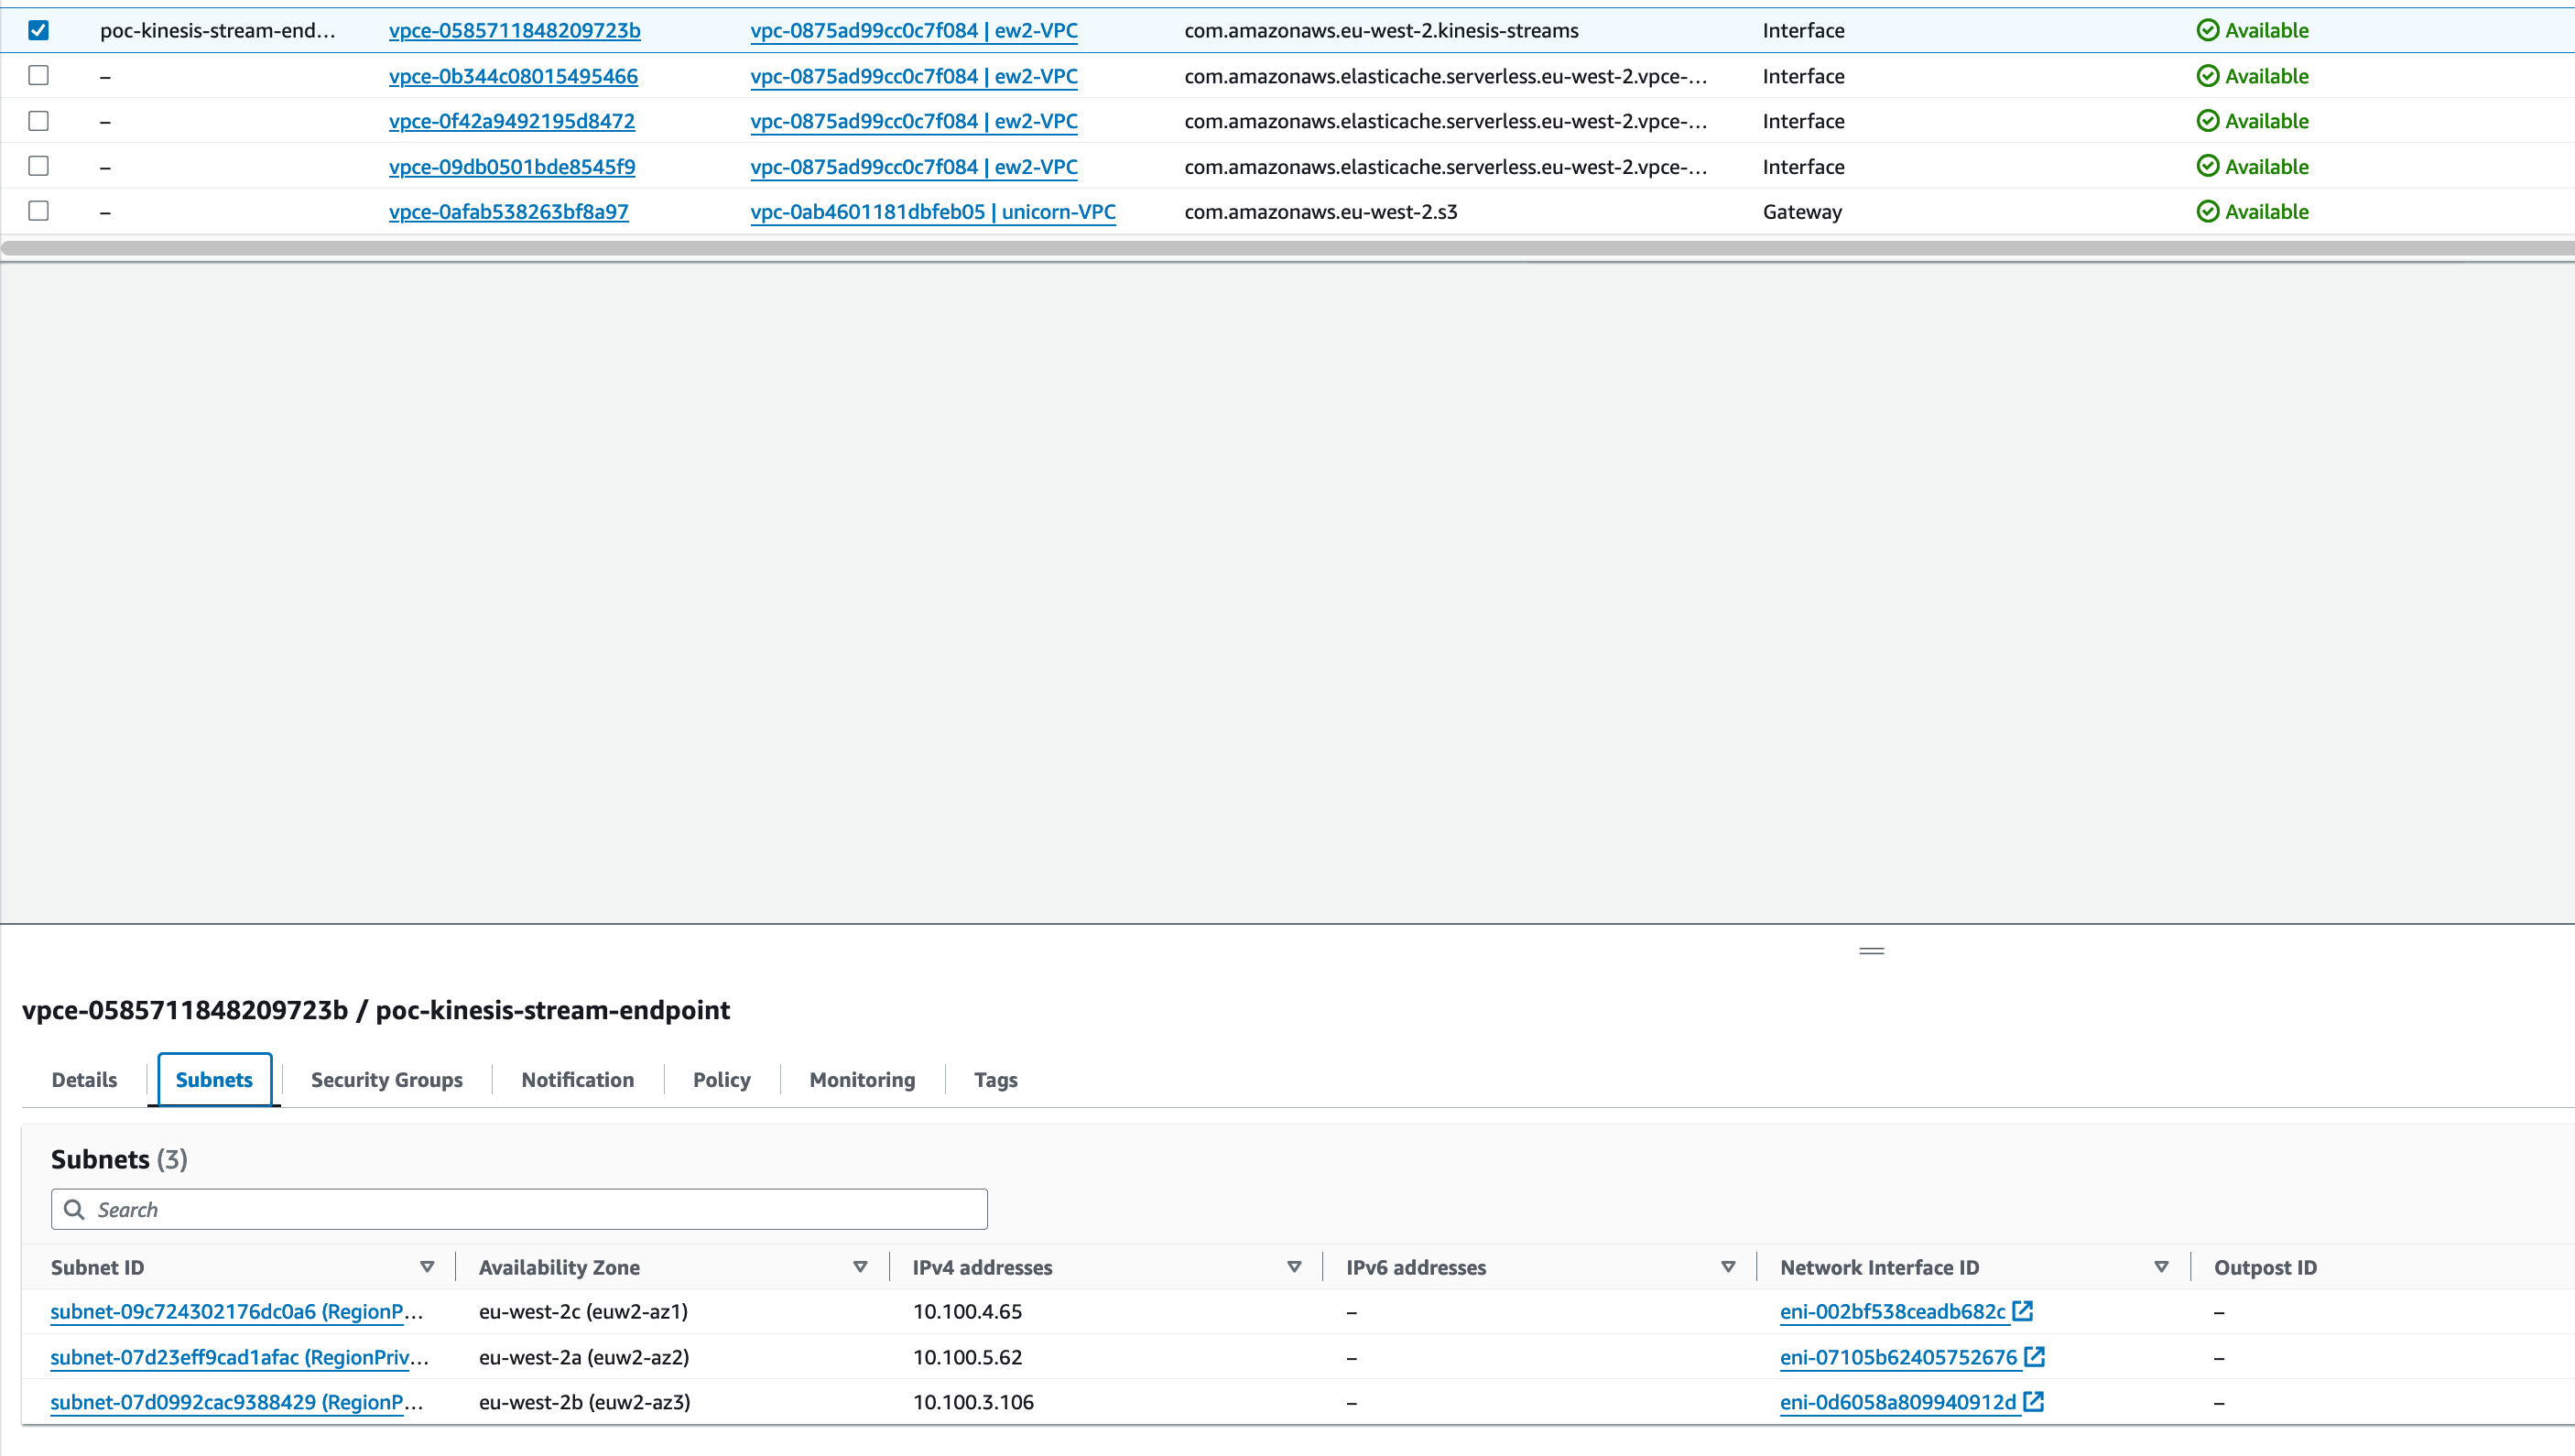 poc-kinesis-stream-end... vpce-0585711848209723b vpc-0875ad99cc0c7f084 | ew2-VPC com.amazonaws.eu-west-2.kinesis-streams Interface Available
– vpce-0b344c08015495466 vpc-0875ad99cc0c7f084 | ew2-VPC com.amazonaws.elasticache.serverless.eu-west-2.vpce-... Interface Available
– vpce-0f42a9492195d8472 vpc-0875ad99cc0c7f084 | ew2-VPC com.amazonaws.elasticache.serverless.eu-west-2.vpce-... Interface Available
– vpce-09db0501bde8545f9 vpc-0875ad99cc0c7f084 | ew2-VPC com.amazonaws.elasticache.serverless.eu-west-2.vpce-... Interface Available
– vpce-0afab538263bf8a97 vpc-0ab4601181dbfeb05 | unicorn-VPC com.amazonaws.eu-west-2.s3 Gateway Available
vpce-0585711848209723b / poc-kinesis-stream-endpoint
Details Subnets Security Groups Notification Policy Monitoring Tags
Subnets (3)
Search
Subnet ID Availability Zone IPv4 addresses IPv6 addresses Network Interface ID Outpost ID
subnet-09c724302176dc0a6 (RegionP... eu-west-2c (euw2-az1) 10.100.4.65 – eni-002bf538ceadb682c –
subnet-07d23eff9cad1afac (RegionPriv... eu-west-2a (euw2-az2) 10.100.5.62 – eni-07105b62405752676 –
subnet-07d0992cac9388429 (RegionP... eu-west-2b (euw2-az3) 10.100.3.106 – eni-0d6058a809940912d –